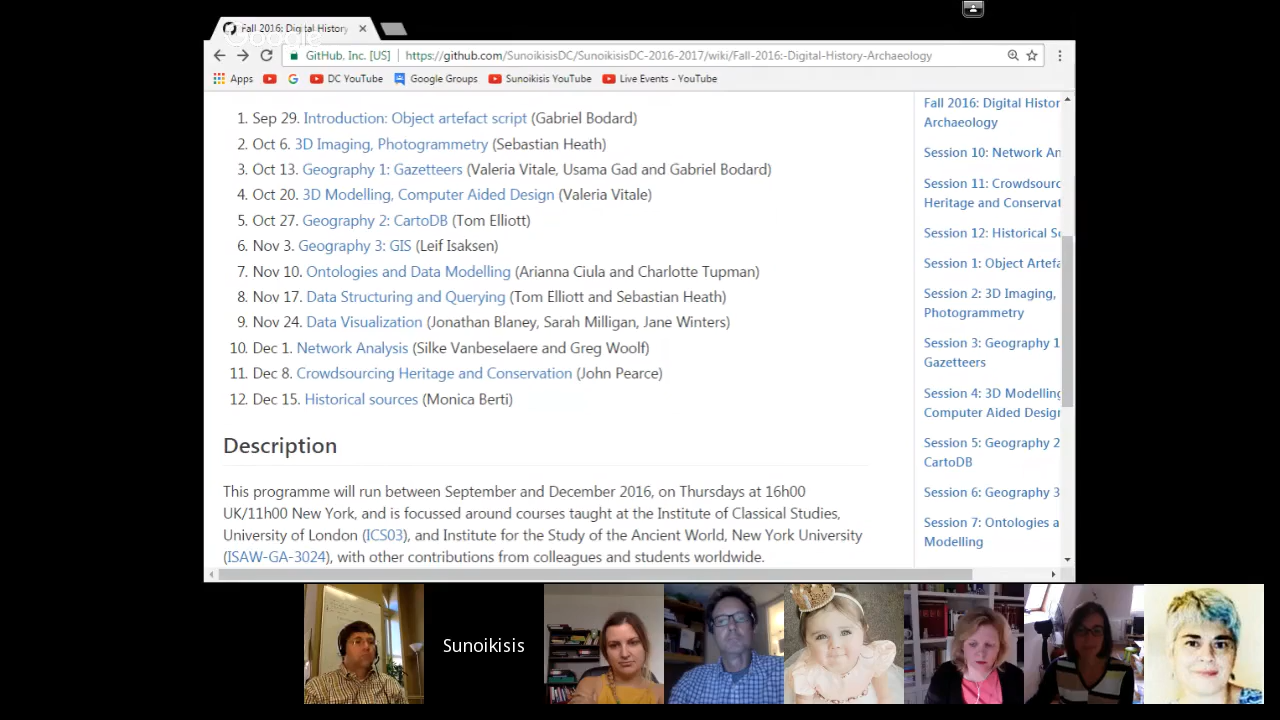 Fall 2016: Digital History
Google
GitHub, Inc. [US] https://github.com/SunoikisisDC/SunoikisisDC-2016-2017/wiki/Fall-2016:-Digital-History-Archaeology
Apps DC YouTube Google Groups Sunoikisis YouTube Live Events - YouTube
1. Sep 29. Introduction: Object artefact script (Gabriel Bodard)
2. Oct 6. 3D Imaging, Photogrammetry (Sebastian Heath)
3. Oct 13. Geography 1: Gazetteers (Valeria Vitale, Usama Gad and Gabriel Bodard)
4. Oct 20. 3D Modelling, Computer Aided Design (Valeria Vitale)
5. Oct 27. Geography 2: CartoDB (Tom Elliott)
6. Nov 3. Geography 3: GIS (Leif Isaksen)
7. Nov 10. Ontologies and Data Modelling (Arianna Ciula and Charlotte Tupman)
8. Nov 17. Data Structuring and Querying (Tom Elliott and Sebastian Heath)
9. Nov 24. Data Visualization (Jonathan Blaney, Sarah Milligan, Jane Winters)
10. Dec 1. Network Analysis (Silke Vanbeselaere and Greg Woolf)
11. Dec 8. Crowdsourcing Heritage and Conservation (John Pearce)
12. Dec 15. Historical sources (Monica Berti)
Description
This programme will run between September and December 2016, on Thursdays at 16h00
UK/11h00 New York, and is focussed around courses taught at the Institute of Classical Studies,
University of London (ICS03), and Institute for the Study of the Ancient World, New York University
(ISAW-GA-3024), with other contributions from colleagues and students worldwide.
Fall 2016: Digital Histor
Archaeology
Session 10: Network An
Session 11: Crowdsourc
Heritage and Conservat
Session 12: Historical S
Session 1: Object Artefa
Session 2: 3D Imaging,
Photogrammetry
Session 3: Geography 1
Gazetteers
Session 4: 3D Modelling
Computer Aided Design
Session 5: Geography 2
CartoDB
Session 6: Geography 3
Session 7: Ontologies a
Modelling
Sunoikisis